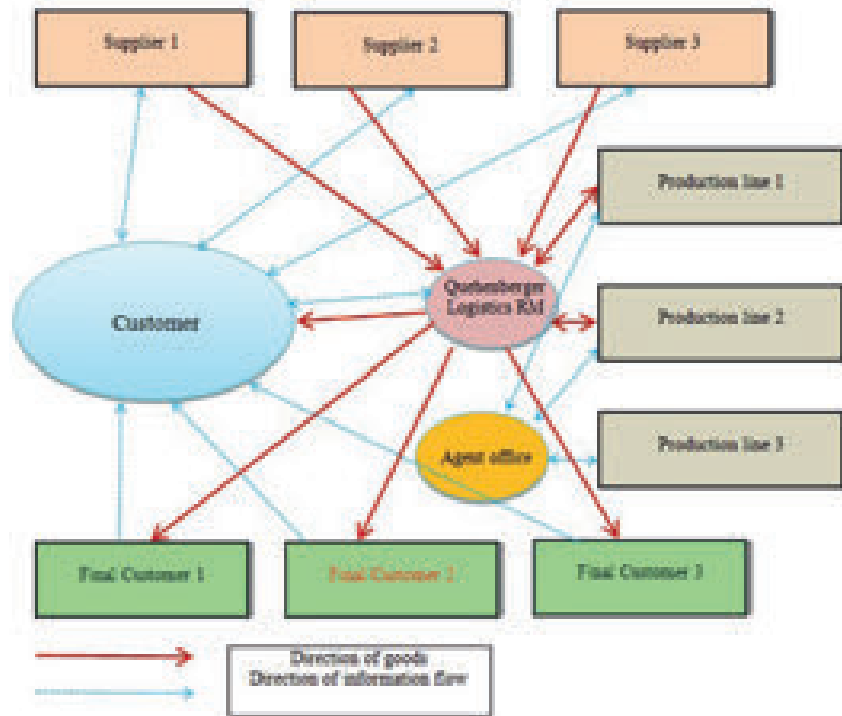 Supplier 1
Supplier 2
Supplier 3
Production line 1
Quehenberger
Logistics RM
Customer
Production line 2
Agent office
Production line 3
Final Customer 1
Final Customer 2
Final Customer 3
Direction of goods
Direction of information flow